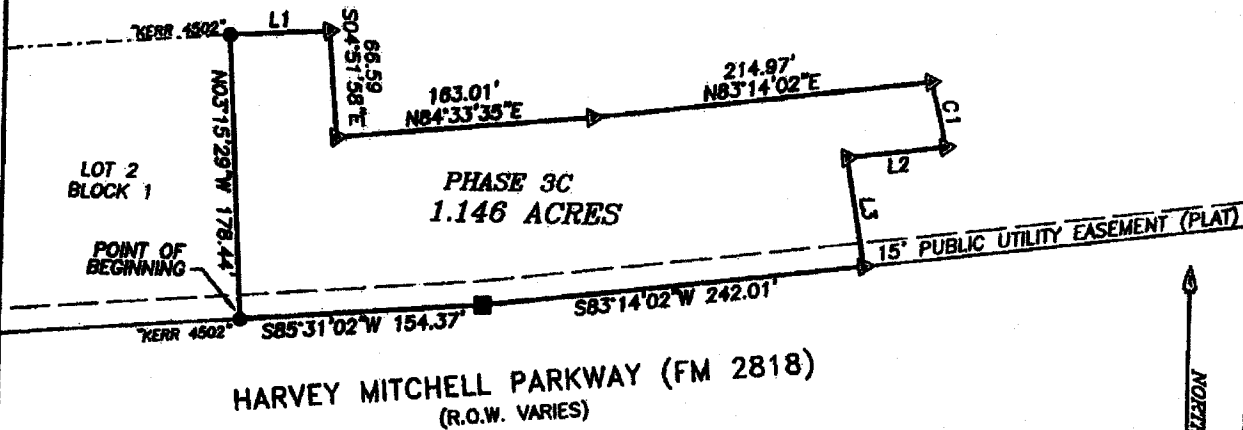 "KERR 4502"
L1
S04°51'58"E
66.59
163.01'
N84°33'35"E
214.97'
N83°14'02"E
C1
L2
L3
N03°15'29"W 178.44'
LOT 2
BLOCK 1
PHASE 3C
1.146 ACRES
POINT OF
BEGINNING
15' PUBLIC UTILITY EASEMENT (PLAT)
"KERR 4502"
S85°31'02"W 154.37'
S83°14'02"W 242.01'
HARVEY MITCHELL PARKWAY (FM 2818)
(R.O.W. VARIES)